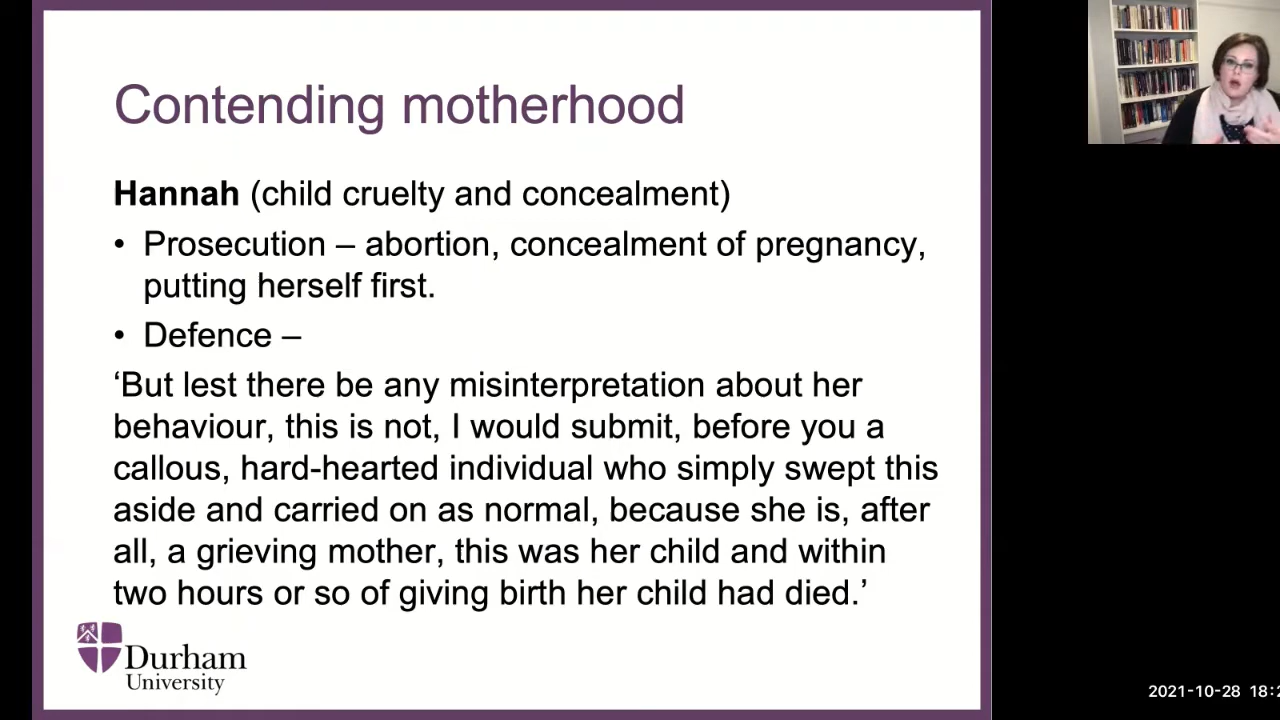 Contending motherhood
Hannah (child cruelty and concealment)
• Prosecution – abortion, concealment of pregnancy,
putting herself first.
• Defence –
‘But lest there be any misinterpretation about her
behaviour, this is not, I would submit, before you a
callous, hard-hearted individual who simply swept this
aside and carried on as normal, because she is, after
all, a grieving mother, this was her child and within
two hours or so of giving birth her child had died.’
Durham
University
2021-10-28 18:2